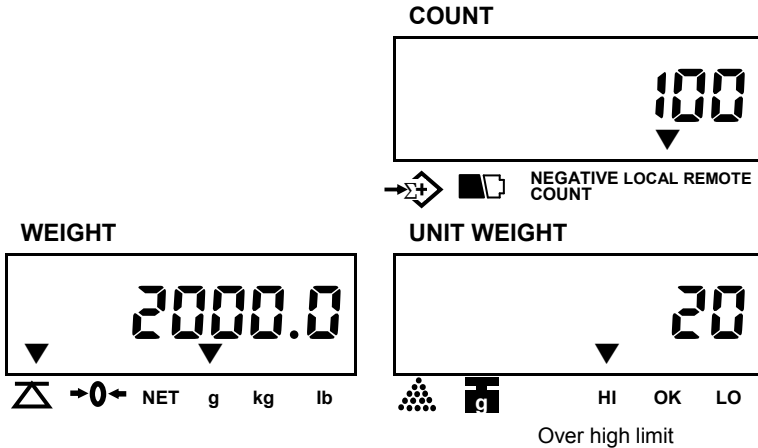 COUNT
100
NEGATIVE LOCAL REMOTE
COUNT
WEIGHT
2000.0
→0← NET g kg lb
UNIT WEIGHT
20
g HI OK LO
Over high limit